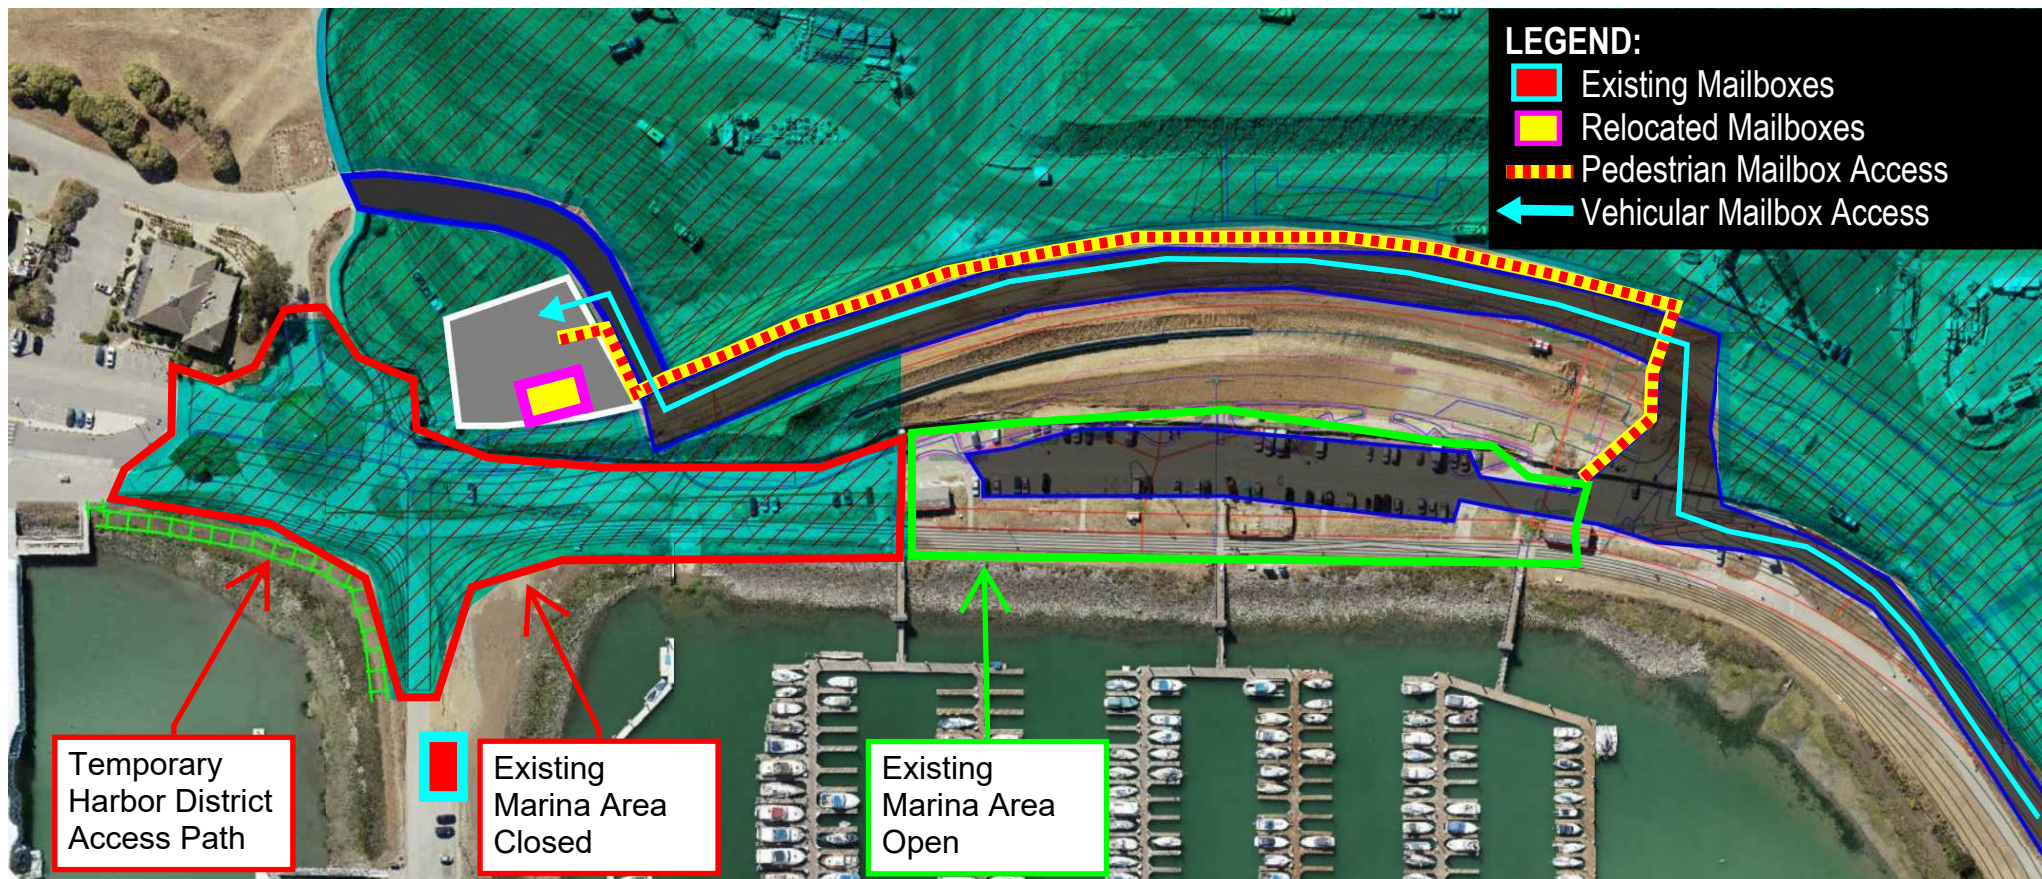 LEGEND:
Existing Mailboxes
Relocated Mailboxes
Pedestrian Mailbox Access
Vehicular Mailbox Access
Temporary
Harbor District
Access Path
Existing
Marina Area
Closed
Existing
Marina Area
Open